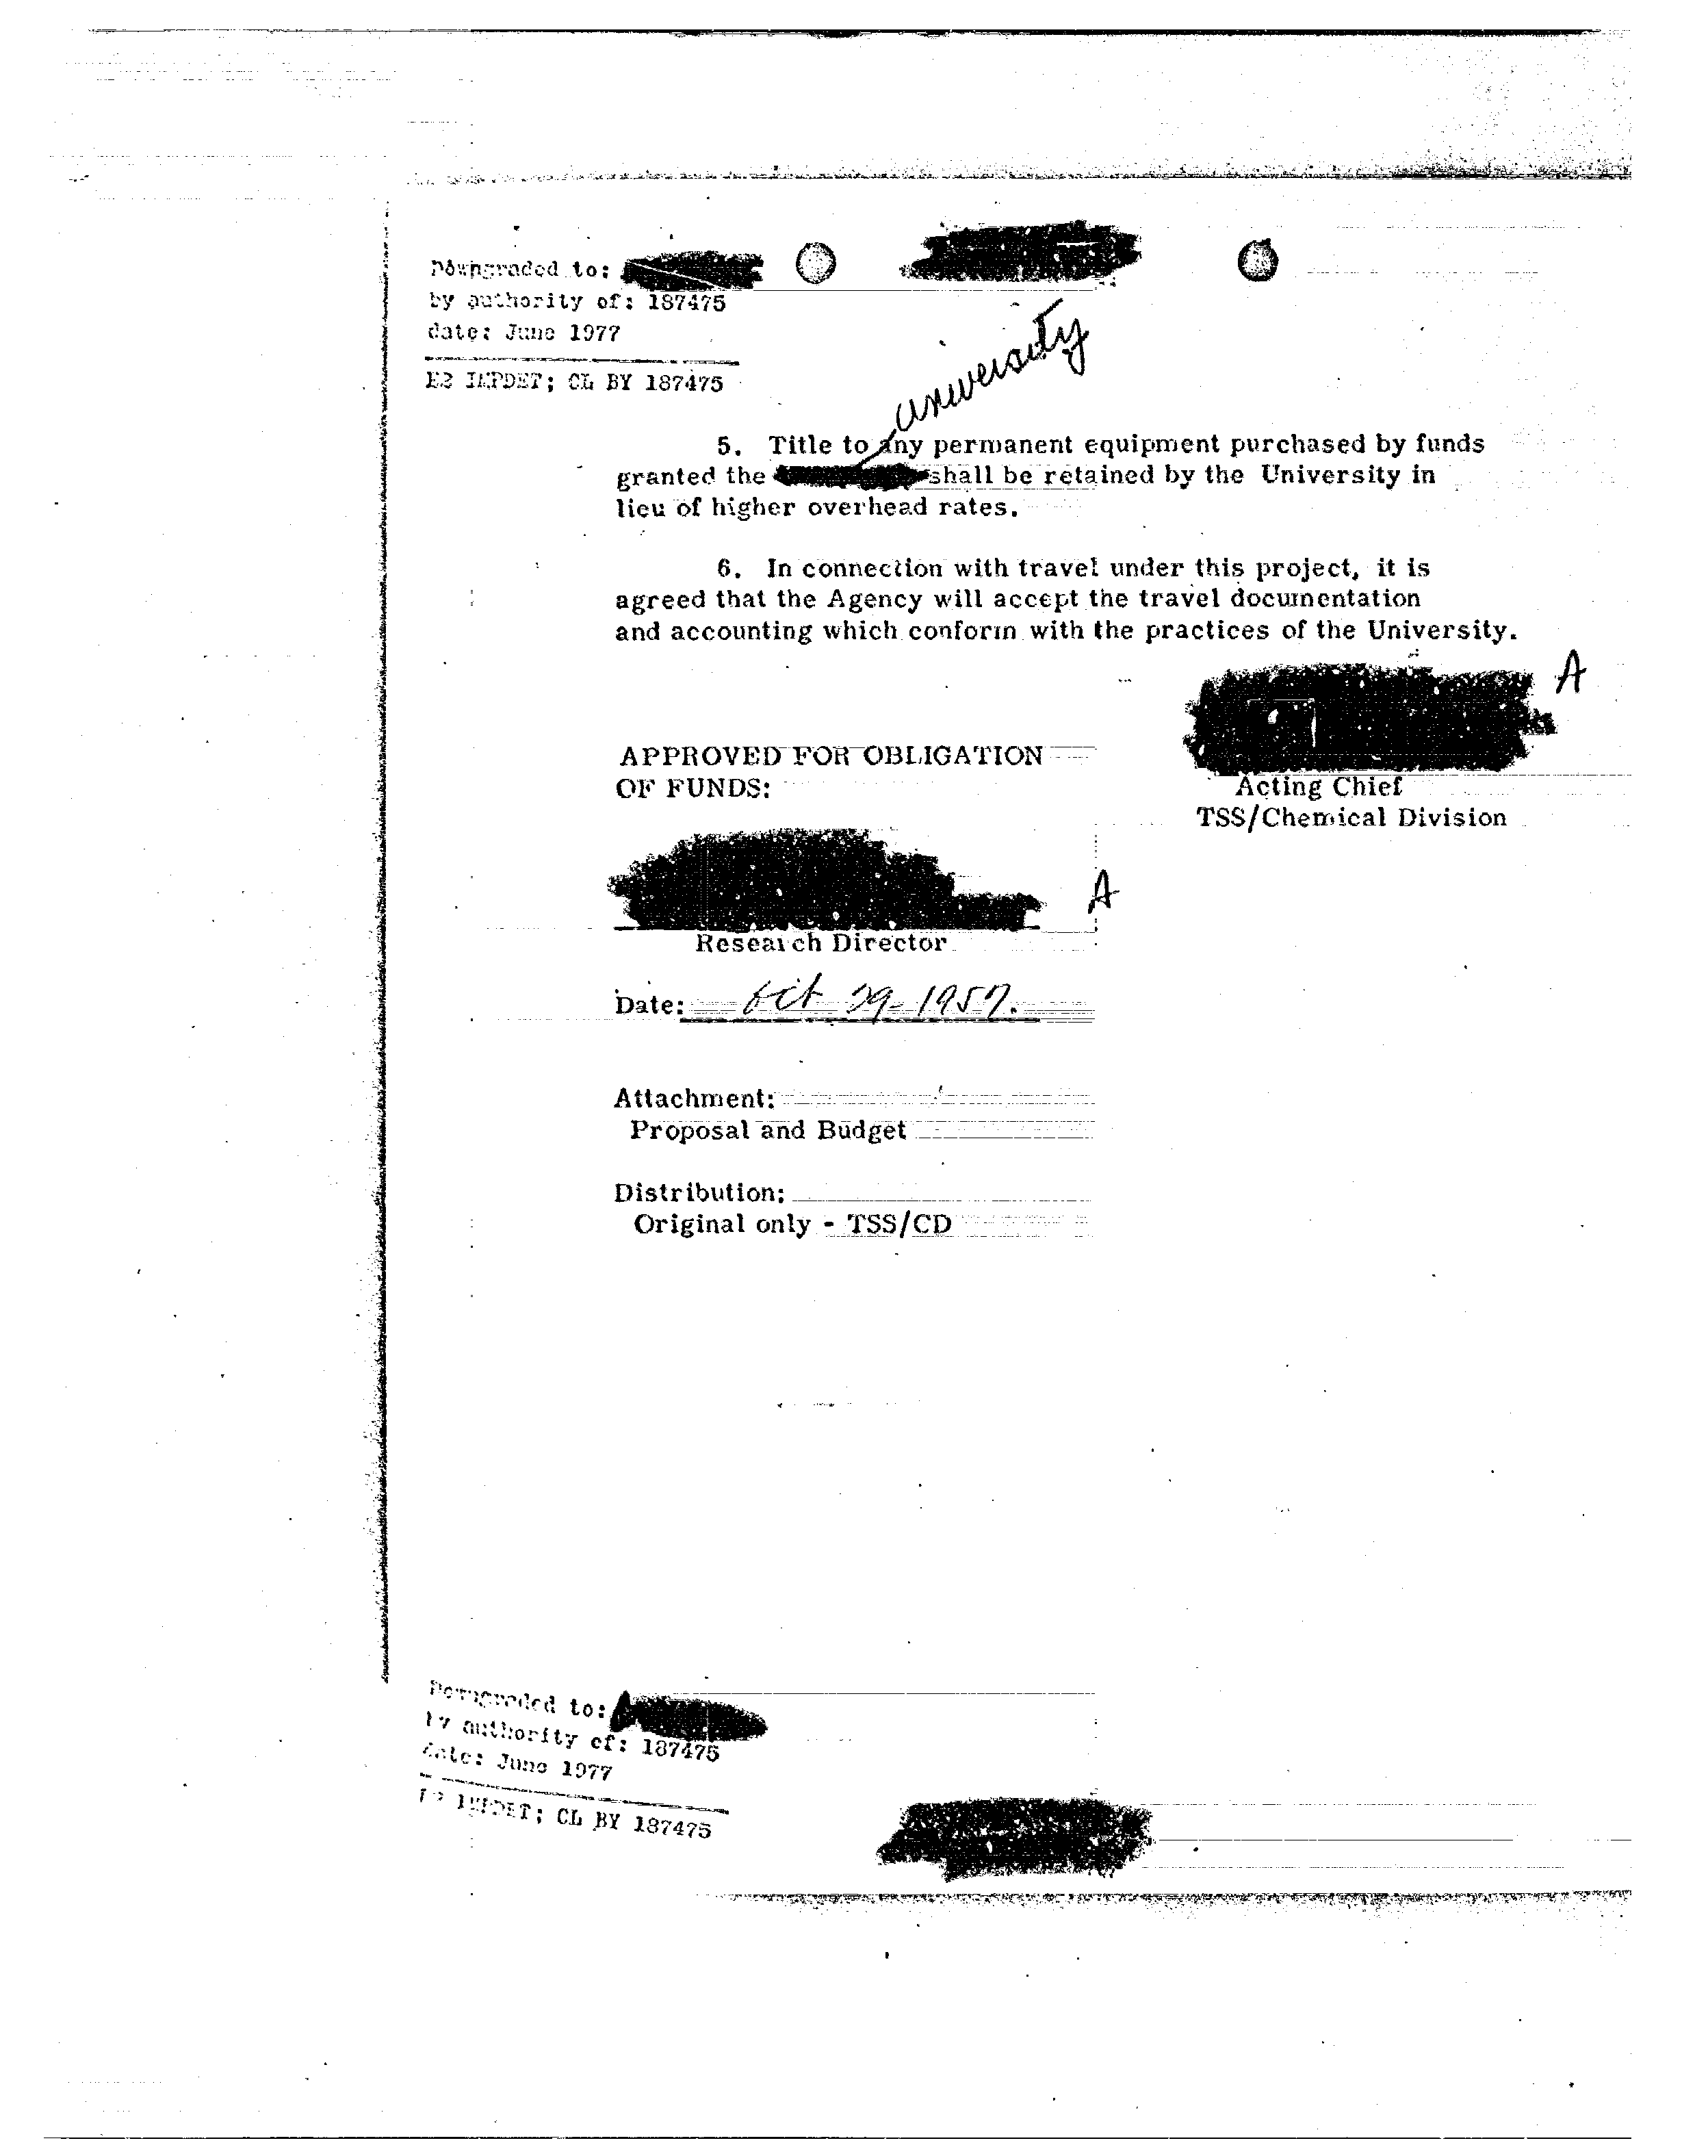 Downgraded to:
by authority of: 187475
date: June 1977
E2 IMPDET; CL BY 187475
university
5. Title to any permanent equipment purchased by funds
granted the shall be retained by the University in
lieu of higher overhead rates.
6. In connection with travel under this project, it is
agreed that the Agency will accept the travel documentation
and accounting which conform with the practices of the University.
A
APPROVED FOR OBLIGATION
OF FUNDS:
Acting Chief
TSS/Chemical Division
A
Research Director
Date: Oct 29-1957.
Attachment:
Proposal and Budget
Distribution:
Original only - TSS/CD
Downgraded to:
by authority of: 187475
date: June 1977
E2 IMPDET; CL BY 187475